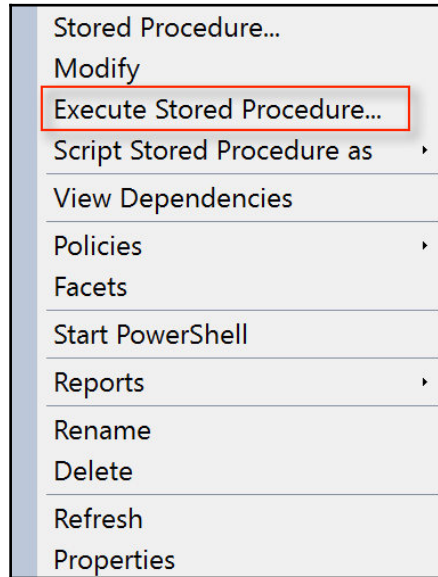 Stored Procedure...
Modify
Execute Stored Procedure...
Script Stored Procedure as
View Dependencies
Policies
Facets
Start PowerShell
Reports
Rename
Delete
Refresh
Properties